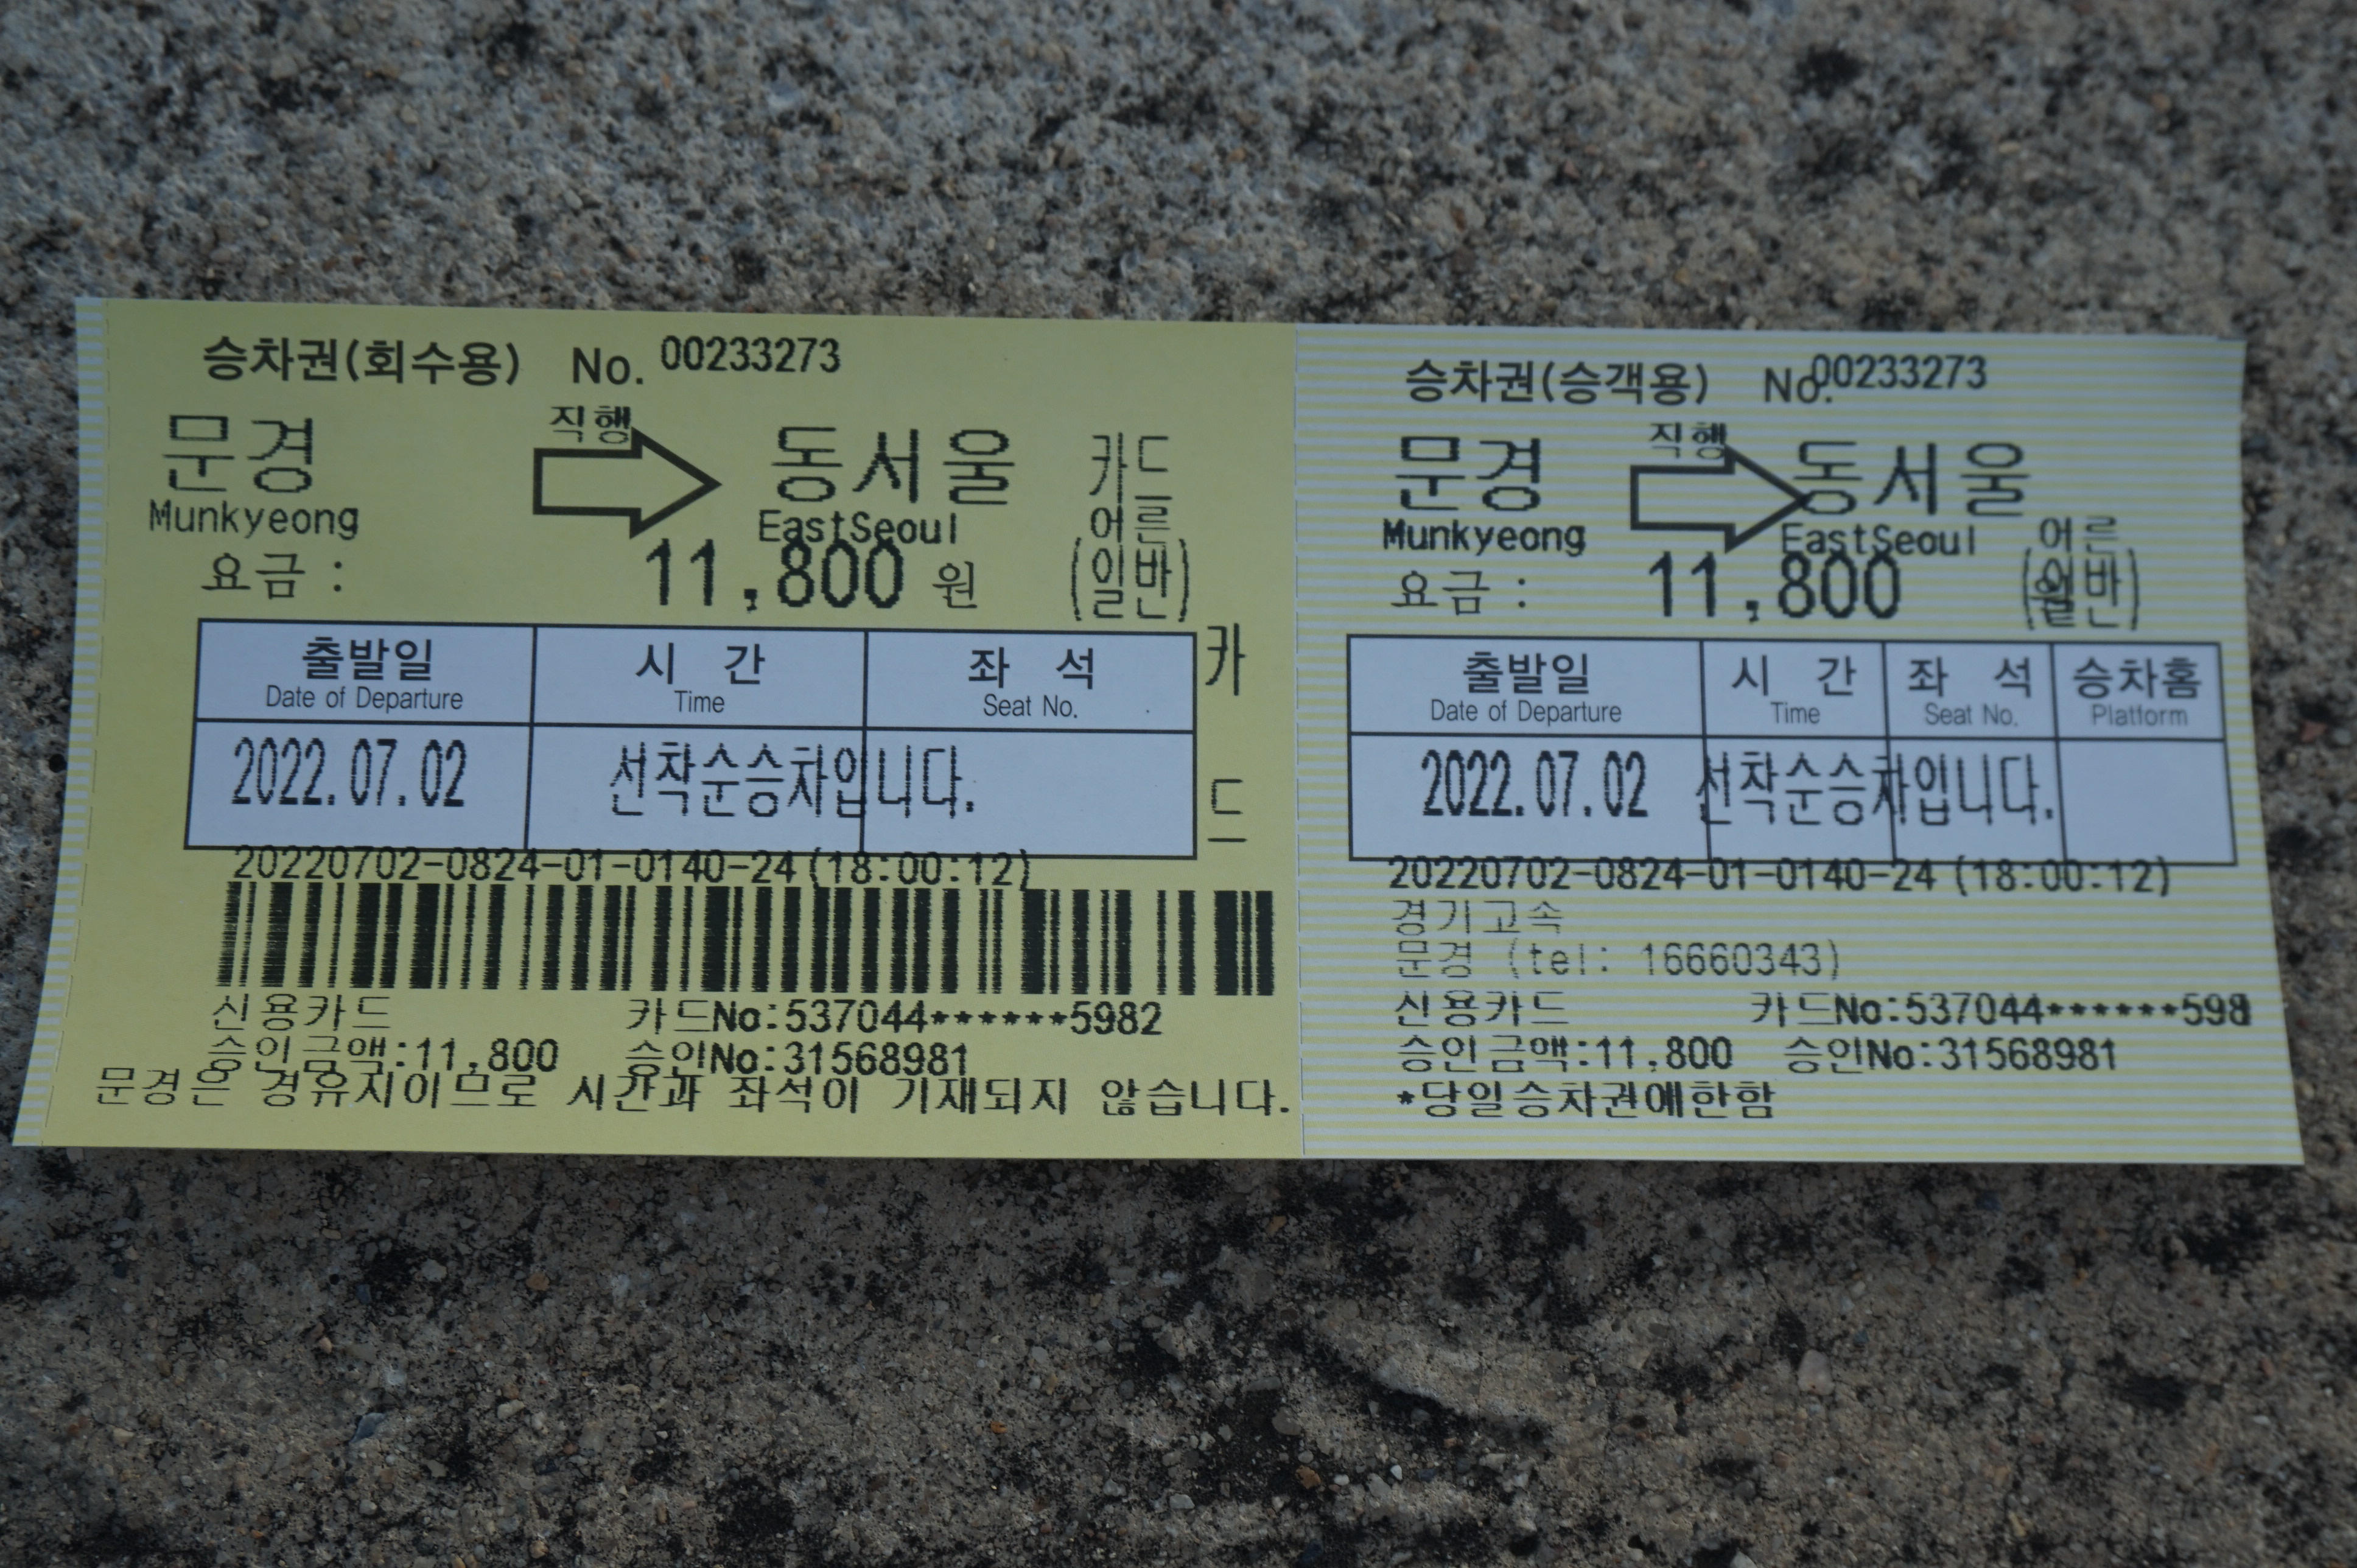 승차권(회수용) No. 00233273
직행
문경 동서울 카드
Munkyeong EastSeoul 어른
요금 : 11,800 원 (일반)
출발일 시 간 좌 석 카
Date of Departure Time Seat No.
2022.07.02 선착순승차입니다. 드
20220702-0824-01-0140-24(18:00:12)
신용카드 카드No:537044******5982
승인금액:11,800 승인No:31568981
문경은 경유지이므로 시간과 좌석이 기재되지 않습니다.
승차권(승객용) No. 00233273
직행
문경 동서울
Munkyeong EastSeoul 어른
요금 : 11,800 (일반)
출발일 시 간 좌 석 승차홈
Date of Departure Time Seat No. Platform
2022.07.02 선착순승차입니다.
20220702-0824-01-0140-24 (18:00:12)
경기고속
문경 (tel: 16660343)
신용카드 카드No:537044******598
승인금액:11,800 승인No:31568981
*당일승차권에한함